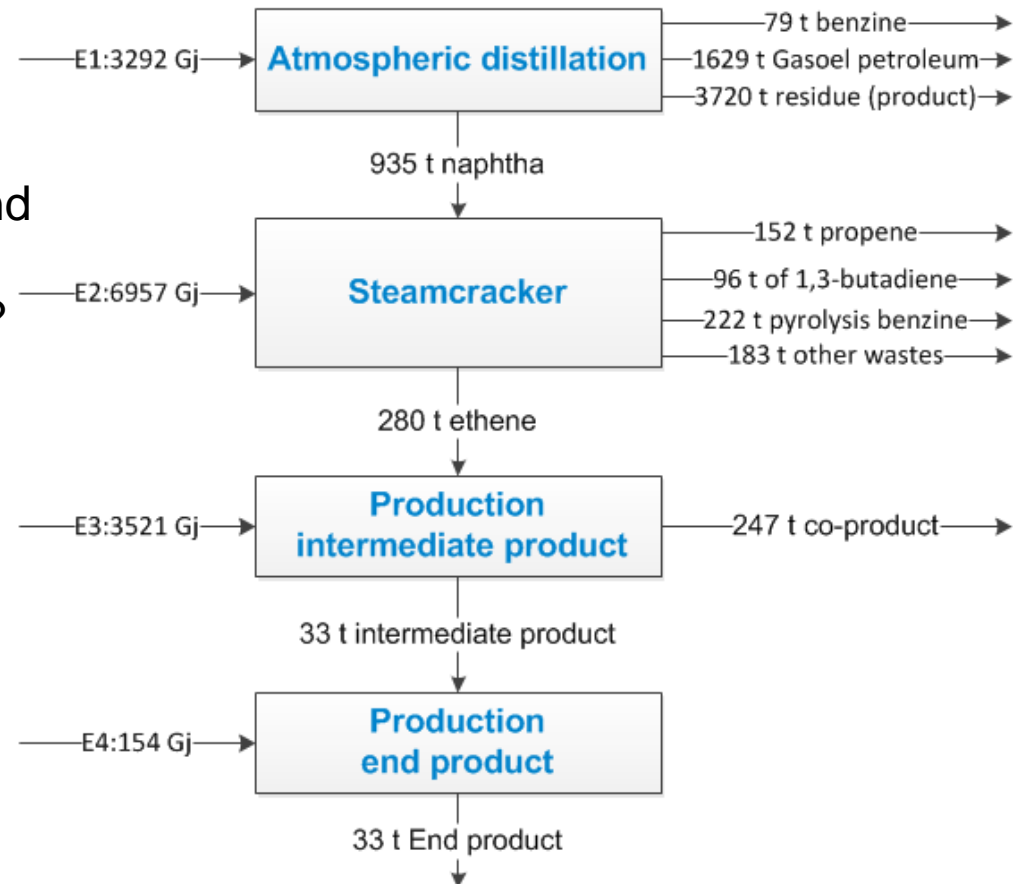 E1:3292 Gj
Atmospheric distillation
79 t benzine
1629 t Gasoel petroleum
3720 t residue (product)
935 t naphtha
nd
?
E2:6957 Gj
Steamcracker
152 t propene
96 t of 1,3-butadiene
222 t pyrolysis benzine
183 t other wastes
280 t ethene
E3:3521 Gj
Production
intermediate product
247 t co-product
33 t intermediate product
E4:154 Gj
Production
end product
33 t End product